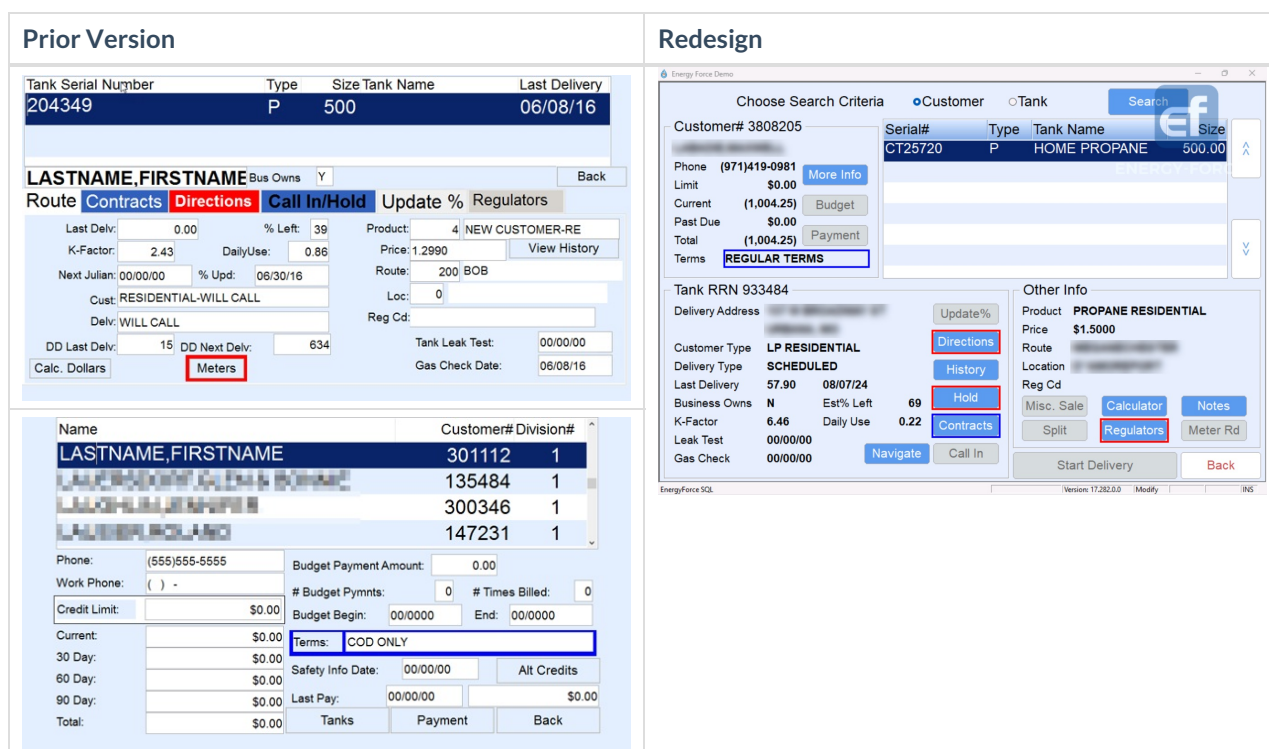 Prior Version
Redesign
Tank Serial Number Type Size Tank Name Last Delivery
204349 P 500 06/08/16
LASTNAME,FIRSTNAME Bus Owns Y Back
Route Contracts Directions Call In/Hold Update % Regulators
Last Delv: 0.00 % Left: 39 Product: 4 NEW CUSTOMER-RE
K-Factor: 2.43 DailyUse: 0.86 Price: 1.2990 View History
Next Julian: 00/00/00 % Upd: 06/30/16 Route: 200 BOB
Cust: RESIDENTIAL-WILL CALL Loc: 0
Delv: WILL CALL Reg Cd:
DD Last Delv: 15 DD Next Delv: 634 Tank Leak Test: 00/00/00
Calc. Dollars Meters Gas Check Date: 06/08/16
Name Customer# Division#
LASTNAME,FIRSTNAME 301112 1
135484 1
300346 1
147231 1
Phone: (555)555-5555 Budget Payment Amount: 0.00
Work Phone: ( ) - # Budget Pymnts: 0 # Times Billed: 0
Credit Limit: $0.00 Budget Begin: 00/0000 End: 00/0000
Current: $0.00 Terms: COD ONLY
30 Day: $0.00
60 Day: $0.00 Safety Info Date: 00/00/00 Alt Credits
90 Day: $0.00 Last Pay: 00/00/00 $0.00
Total: $0.00 Tanks Payment Back
Energy Force Demo
Choose Search Criteria Customer Tank Search
Customer# 3808205
Phone (971)419-0981 More Info
Limit $0.00
Current (1,004.25) Budget
Past Due $0.00
Total (1,004.25) Payment
Terms REGULAR TERMS
Serial# Type Tank Name Size
CT25720 P HOME PROPANE 500.00
ef
ENERGY-FORC
Tank RRN 933484
Delivery Address Update%
Customer Type LP RESIDENTIAL Directions
Delivery Type SCHEDULED History
Last Delivery 57.90 08/07/24
Business Owns N Est% Left 69 Hold
K-Factor 6.46 Daily Use 0.22 Contracts
Leak Test 00/00/00
Gas Check 00/00/00 Navigate Call In
Other Info
Product PROPANE RESIDENTIAL
Price $1.5000
Route
Location
Reg Cd
Misc. Sale Calculator Notes
Split Regulators Meter Rd
Start Delivery Back
EnergyForce SQL Version: 17.282.0.0 Modify INS